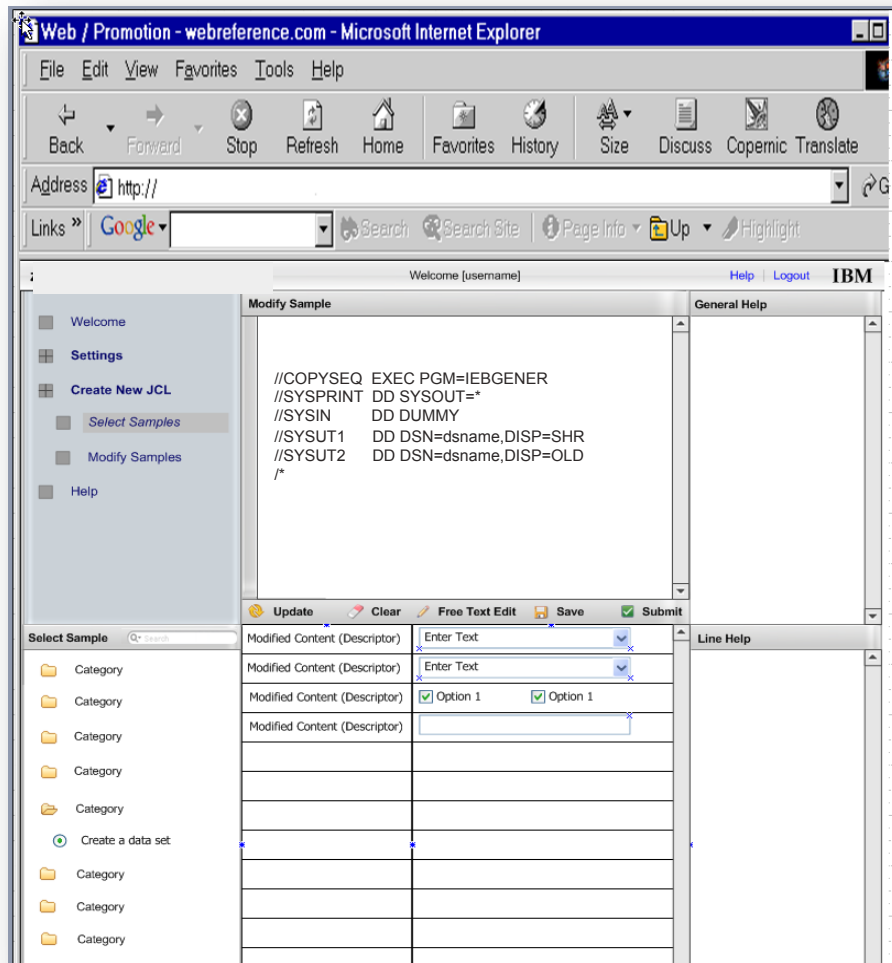 Web / Promotion - webreference.com - Microsoft Internet Explorer
File Edit View Favorites Tools Help
Back Forward Stop Refresh Home Favorites History Size Discuss Copernic Translate
Address http://
Links » Google Search Search Site Page Info Up Highlight
Welcome [username] Help | Logout IBM
Welcome
Settings
Create New JCL
Select Samples
Modify Samples
Help
Modify Sample
//COPYSEQ EXEC PGM=IEBGENER
//SYSPRINT DD SYSOUT=*
//SYSIN DD DUMMY
//SYSUT1 DD DSN=dsname,DISP=SHR
//SYSUT2 DD DSN=dsname,DISP=OLD
/*
Update Clear Free Text Edit Save Submit
General Help
Select Sample Search
Category
Category
Category
Category
Category
Create a data set
Category
Category
Category
Modified Content (Descriptor) Enter Text
Modified Content (Descriptor) Enter Text
Modified Content (Descriptor) Option 1 Option 1
Modified Content (Descriptor)
Line Help